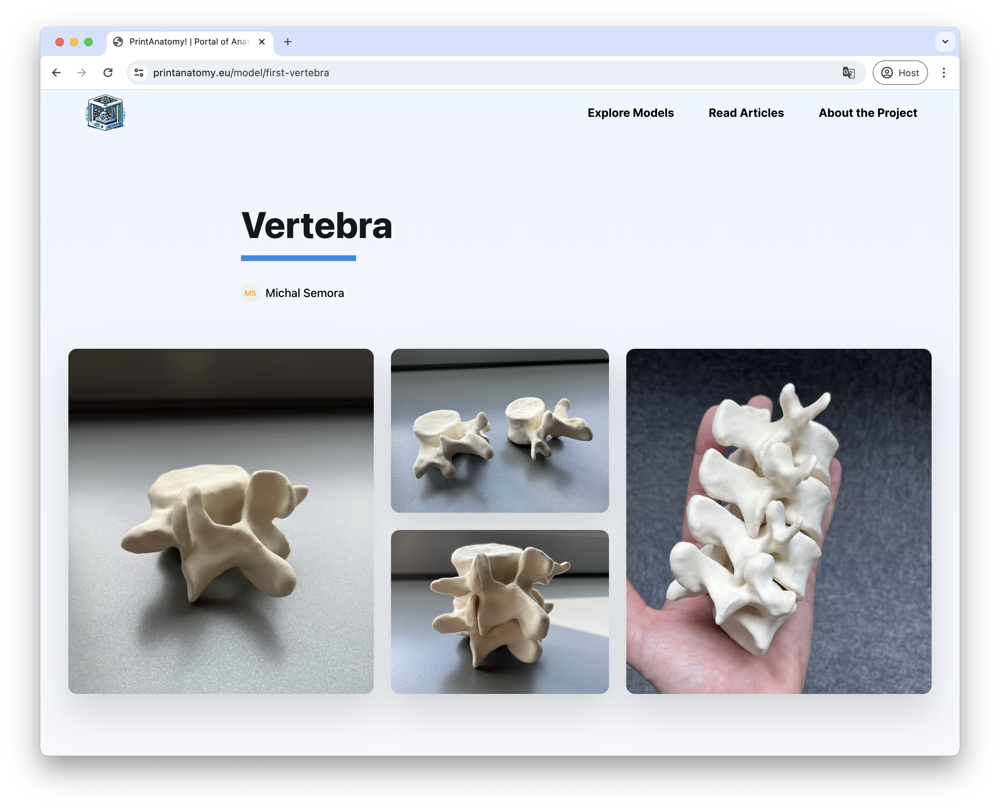 PrintAnatomy! | Portal of Anat
printanatomy.eu/model/first-vertebra
Host
Explore Models
Read Articles
About the Project
Vertebra
MS
Michal Semora